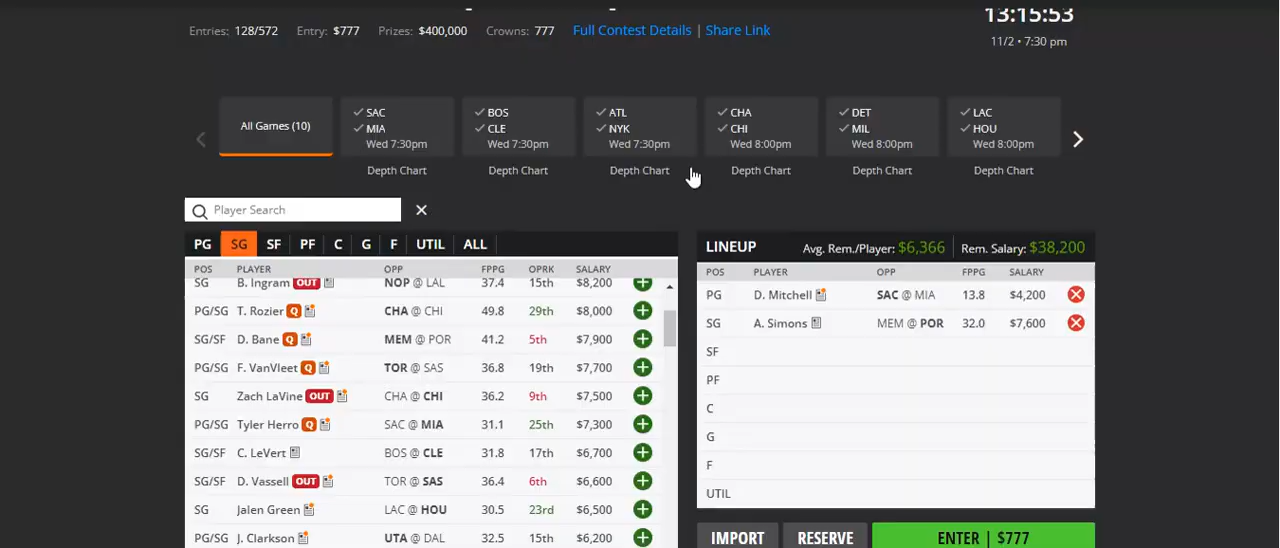 13:15:53
Entries: 128/572 Entry: $777 Prizes: $400,000 Crowns: 777 Full Contest Details | Share Link
11/2 • 7:30 pm
All Games (10)
SAC
MIA
Wed 7:30pm
Depth Chart
BOS
CLE
Wed 7:30pm
Depth Chart
ATL
NYK
Wed 7:30pm
Depth Chart
CHA
CHI
Wed 8:00pm
Depth Chart
DET
MIL
Wed 8:00pm
Depth Chart
LAC
HOU
Wed 8:00pm
Depth Chart
Player Search
PG SG SF PF C G F UTIL ALL
POS PLAYER OPP FPPG OPRK SALARY
SG B. Ingram OUT NOP @ LAL 37.4 15th $8,200
PG/SG T. Rozier Q CHA @ CHI 49.8 29th $8,000
SG/SF D. Bane Q MEM @ POR 41.2 5th $7,900
PG/SG F. VanVleet Q TOR @ SAS 36.8 19th $7,700
SG Zach LaVine OUT CHA @ CHI 36.2 9th $7,500
PG/SG Tyler Herro Q SAC @ MIA 31.1 25th $7,300
SG/SF C. LeVert BOS @ CLE 31.8 17th $6,700
SG/SF D. Vassell OUT TOR @ SAS 36.4 6th $6,600
SG Jalen Green LAC @ HOU 30.5 23rd $6,500
PG/SG J. Clarkson UTA @ DAL 32.5 15th $6,200
LINEUP Avg. Rem./Player: $6,366 Rem. Salary: $38,200
POS PLAYER OPP FPPG SALARY
PG D. Mitchell SAC @ MIA 13.8 $4,200
SG A. Simons MEM @ POR 32.0 $7,600
SF
PF
C
G
F
UTIL
IMPORT RESERVE ENTER | $777